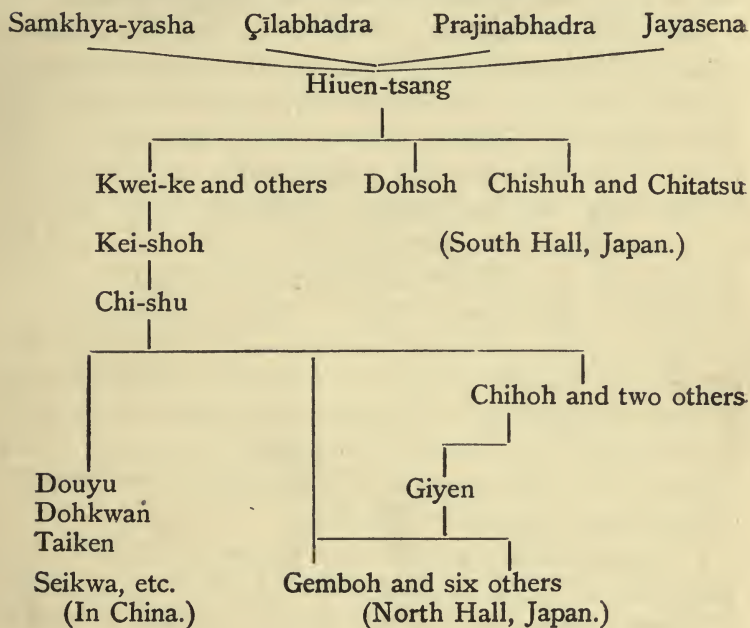 Samkhya-yasha Çīlabhadra Prajinabhadra Jayasena
Hiuen-tsang
Kwei-ke and others Dohsoh Chishuh and Chitatsu
Kei-shoh (South Hall, Japan.)
Chi-shu
Chihoh and two others
Douyu Giyen
Dohkwaṅ
Taiken
Seikwa, etc. Gemboh and six others
(In China.) (North Hall, Japan.)